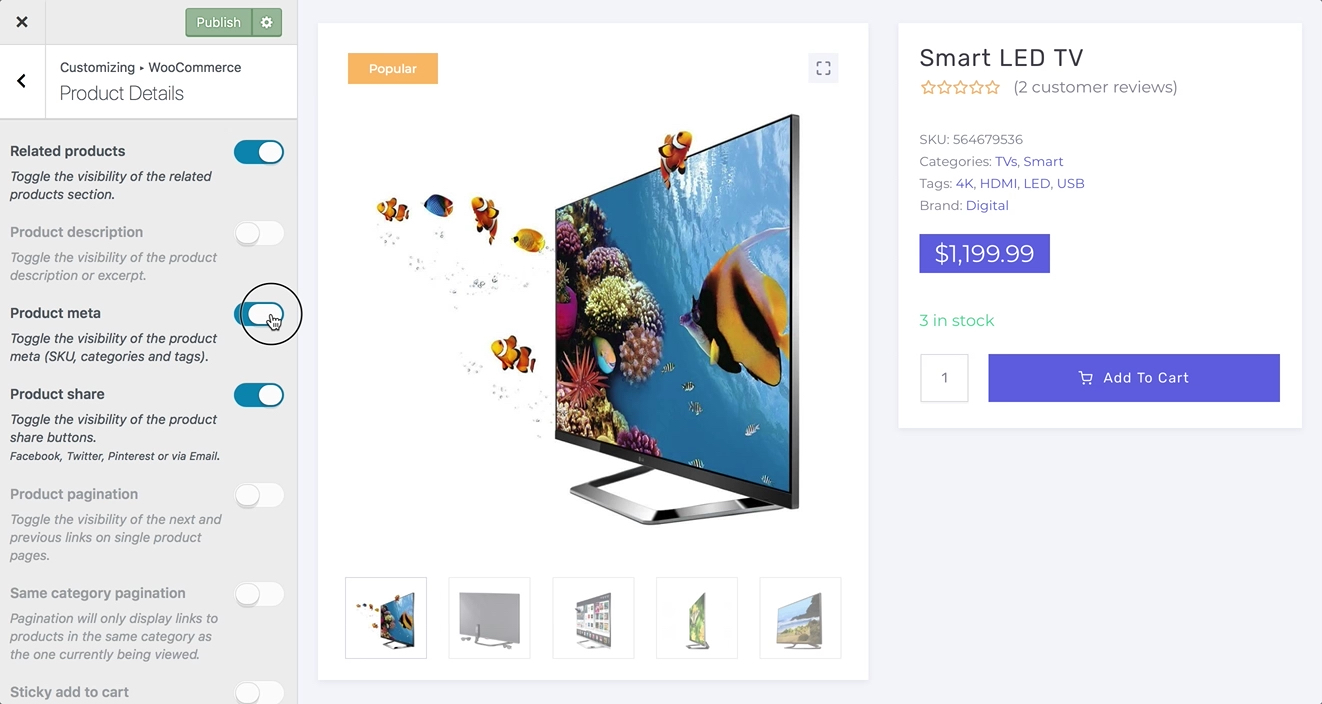 Publish
Customizing ▸ WooCommerce
Product Details
Related products
Toggle the visibility of the related
products section.
Product description
Toggle the visibility of the product
description or excerpt.
Product meta
Toggle the visibility of the product
meta (SKU, categories and tags).
Product share
Toggle the visibility of the product
share buttons.
Facebook, Twitter, Pinterest or via Email.
Product pagination
Toggle the visibility of the next and
previous links on single product
pages.
Same category pagination
Pagination will only display links to
products in the same category as
the one currently being viewed.
Sticky add to cart
Popular
Smart LED TV
(2 customer reviews)
SKU: 564679536
Categories: TVs, Smart
Tags: 4K, HDMI, LED, USB
Brand: Digital
$1,199.99
3 in stock
1
Add To Cart